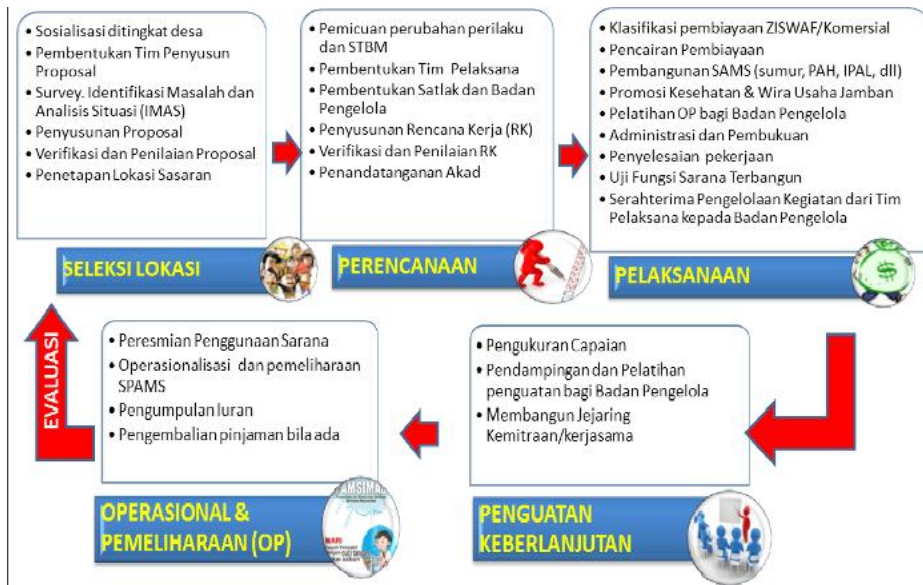 • Sosialisasi ditingkat desa
• Pembentukan Tim Penyusun
Proposal
• Survey. Identifikasi Masalah dan
Analisis Situasi (IMAS)
• Penyusunan Proposal
• Verifikasi dan Penilaian Proposal
• Penetapan Lokasi Sasaran
SELEKSI LOKASI
• Pemicuan perubahan perilaku
dan STBM
• Pembentukan Tim Pelaksana
• Pembentukan Satlak dan Badan
Pengelola
• Penyusunan Rencana Kerja (RK)
• Verifikasi dan Penilaian RK
• Penandatanganan Akad
PERENCANAAN
• Klasifikasi pembiayaan ZISWAF/Komersial
• Pencairan Pembiayaan
• Pembangunan SAMS (sumur, PAH, IPAL, dll)
• Promosi Kesehatan & Wira Usaha Jamban
• Pelatihan OP bagi Badan Pengelola
• Administrasi dan Pembukuan
• Penyelesaian pekerjaan
• Uji Fungsi Sarana Terbangun
• Serahterima Pengelolaan Kegiatan dari Tim
Pelaksana kepada Badan Pengelola
PELAKSANAAN
• Pengukuran Capaian
• Pendampingan dan Pelatihan
penguatan bagi Badan Pengelola
• Membangun Jejaring
Kemitraan/kerjasama
PENGUATAN
KEBERLANJUTAN
• Peresmian Penggunaan Sarana
• Operasionalisasi dan pemeliharaan
SPAMS
• Pengumpulan Iuran
• Pengembalian pinjaman bila ada
OPERASIONAL &
PEMELIHARAAN (OP)
EVALUASI